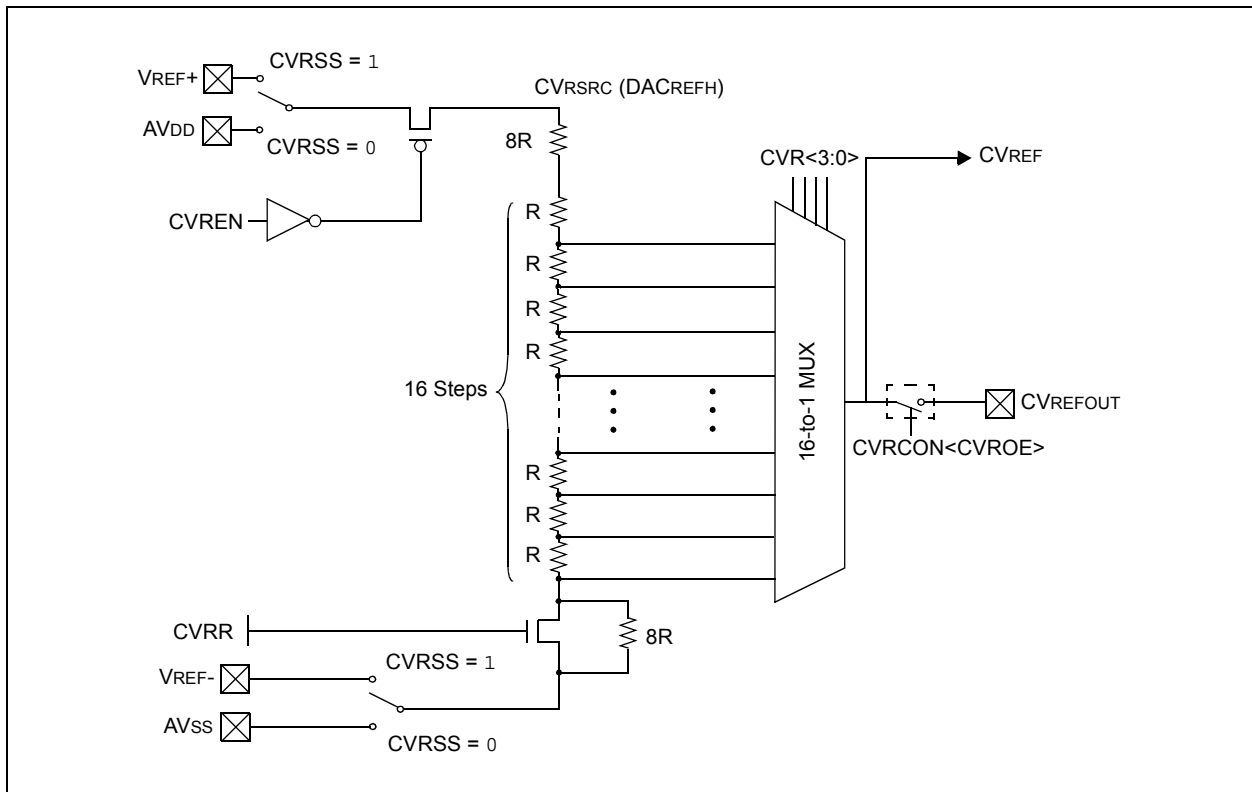 CVRSS = 1
VREF+
CVRSRC (DACREFH)
AVDD
CVRSS = 0
8R
CVR<3:0>
CVREF
CVREN
R
R
R
R
16 Steps
16-to-1 MUX
CVREFOUT
CVRCON<CVROE>
R
R
R
CVRR
8R
CVRSS = 1
VREF-
AVSS
CVRSS = 0